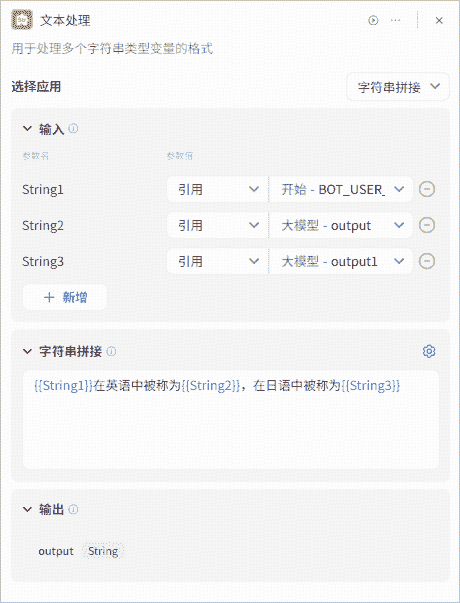 Str
文本处理
用于处理多个字符串类型变量的格式
选择应用 字符串拼接
输入
参数名 参数值
String1 引用 开始 - BOT_USER_
String2 引用 大模型 - output
String3 引用 大模型 - output1
+ 新增
字符串拼接
{{String1}}在英语中被称为{{String2}}，在日语中被称为{{String3}}
输出
output String